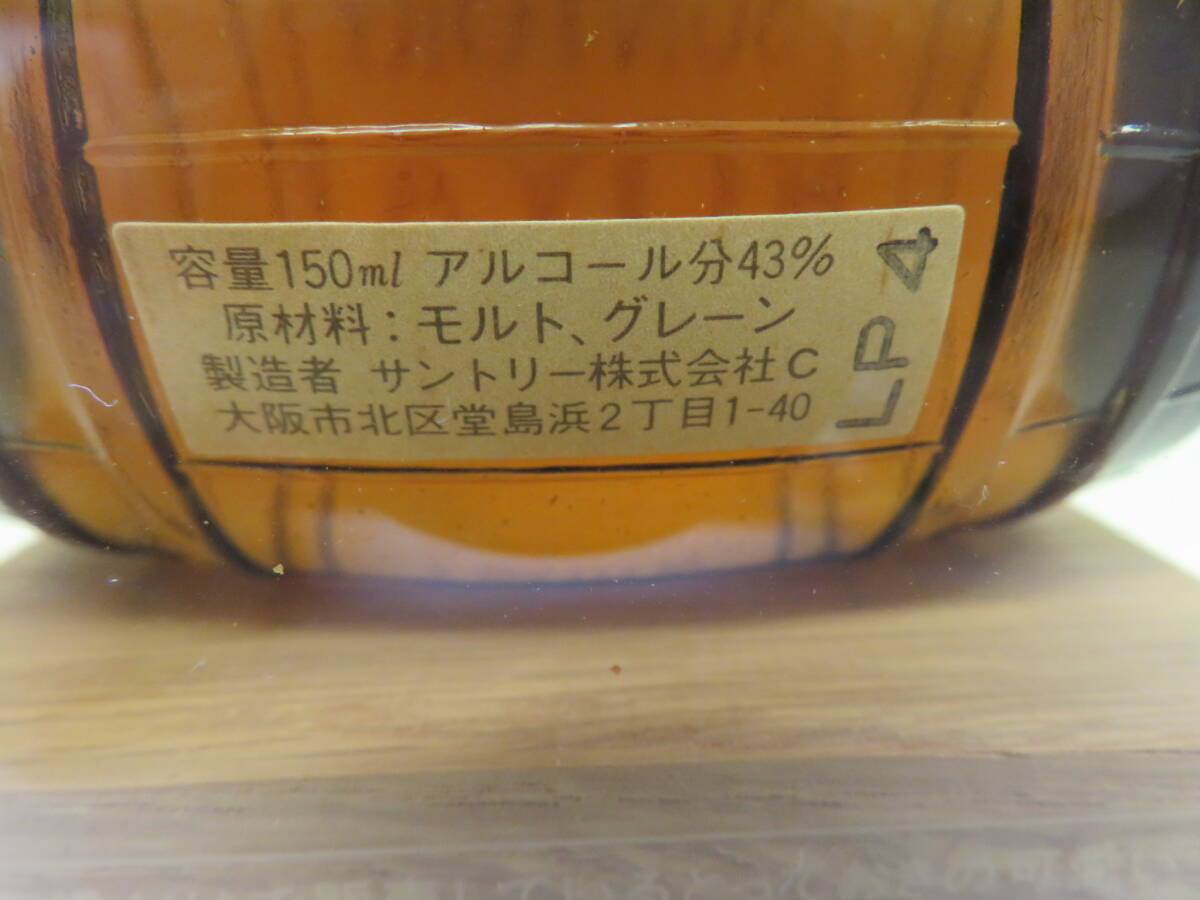 容量150ml アルコール分43%
原材料：モルト、グレーン
製造者 サントリー株式会社C
大阪市北区堂島浜2丁目1-40
LP 4